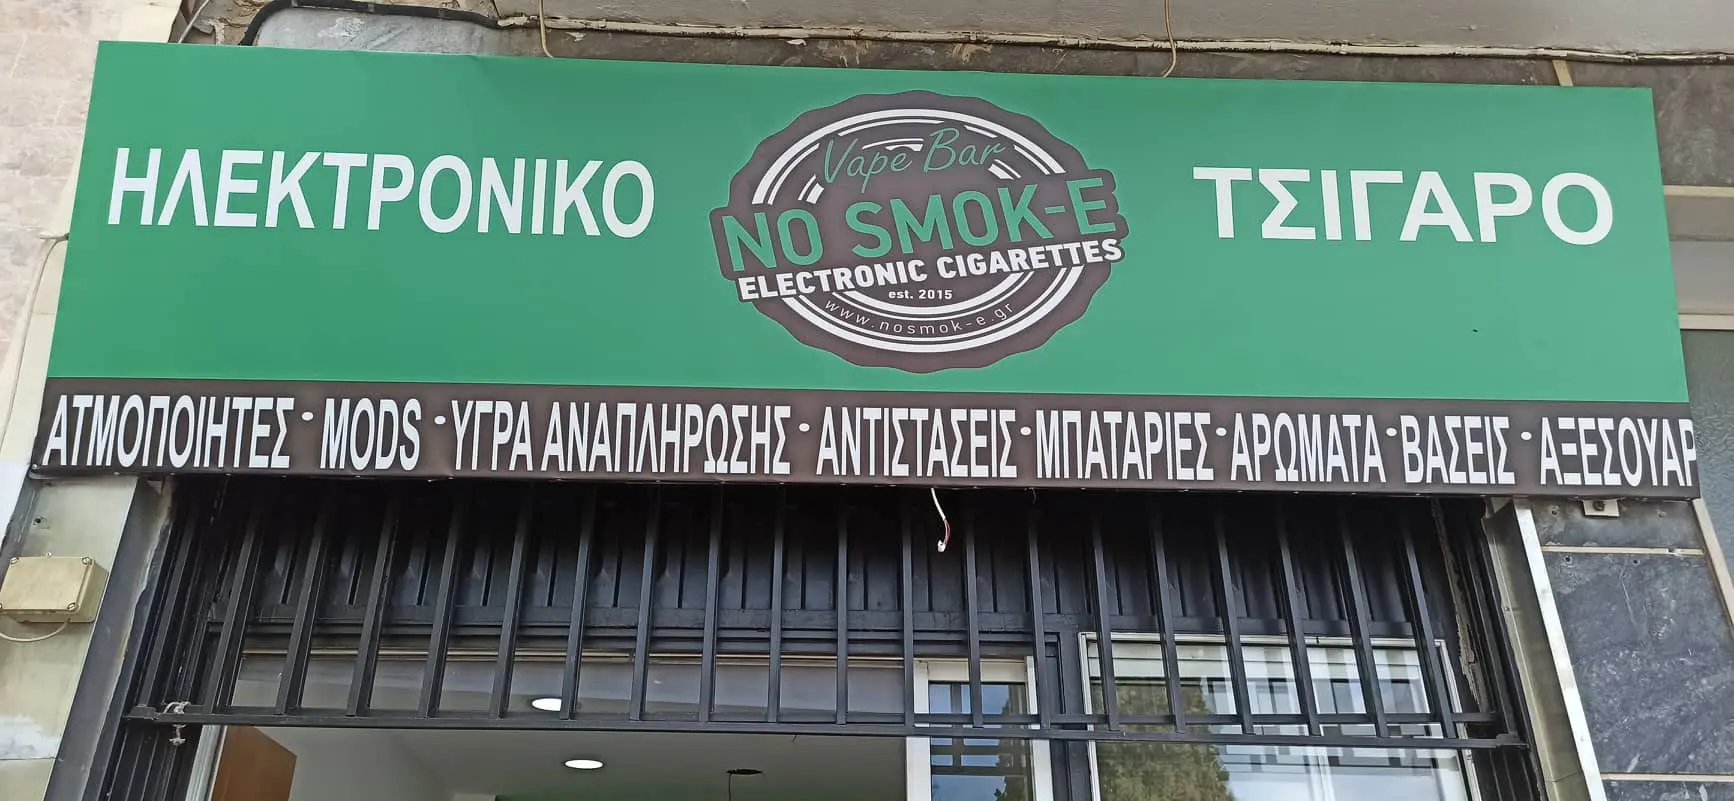 ΗΛΕΚΤΡΟΝΙΚΟ
Vape Bar
NO SMOK-E
ELECTRONIC CIGARETTES
est. 2015
www.nosmok-e.gr
ΤΣΙΓΑΡΟ
ΑΤΜΟΠΟΙΗΤΕΣ • MODS • ΥΓΡΑ ΑΝΑΠΛΗΡΩΣΗΣ • ΑΝΤΙΣΤΑΣΕΙΣ • ΜΠΑΤΑΡΙΕΣ • ΑΡΩΜΑΤΑ • ΒΑΣΕΙΣ • ΑΞΕΣΟΥΑΡ